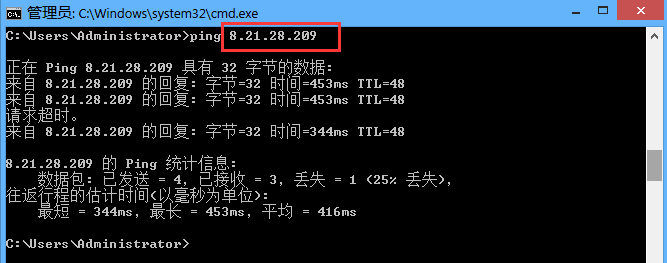 管理员: C:\Windows\system32\cmd.exe
C:\Users\Administrator>ping 8.21.28.209
正在 Ping 8.21.28.209 具有 32 字节的数据:
来自 8.21.28.209 的回复: 字节=32 时间=453ms TTL=48
来自 8.21.28.209 的回复: 字节=32 时间=453ms TTL=48
请求超时。
来自 8.21.28.209 的回复: 字节=32 时间=344ms TTL=48
8.21.28.209 的 Ping 统计信息:
数据包: 已发送 = 4, 已接收 = 3, 丢失 = 1 (25% 丢失),
往返行程的估计时间(以毫秒为单位):
最短 = 344ms, 最长 = 453ms, 平均 = 416ms
C:\Users\Administrator>